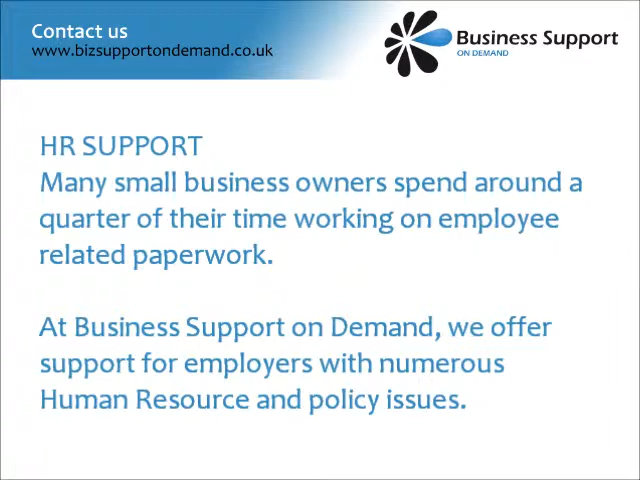 Contact us
www.bizsupportondemand.co.uk
Business Support
ON DEMAND
HR SUPPORT
Many small business owners spend around a
quarter of their time working on employee
related paperwork.
At Business Support on Demand, we offer
support for employers with numerous
Human Resource and policy issues.